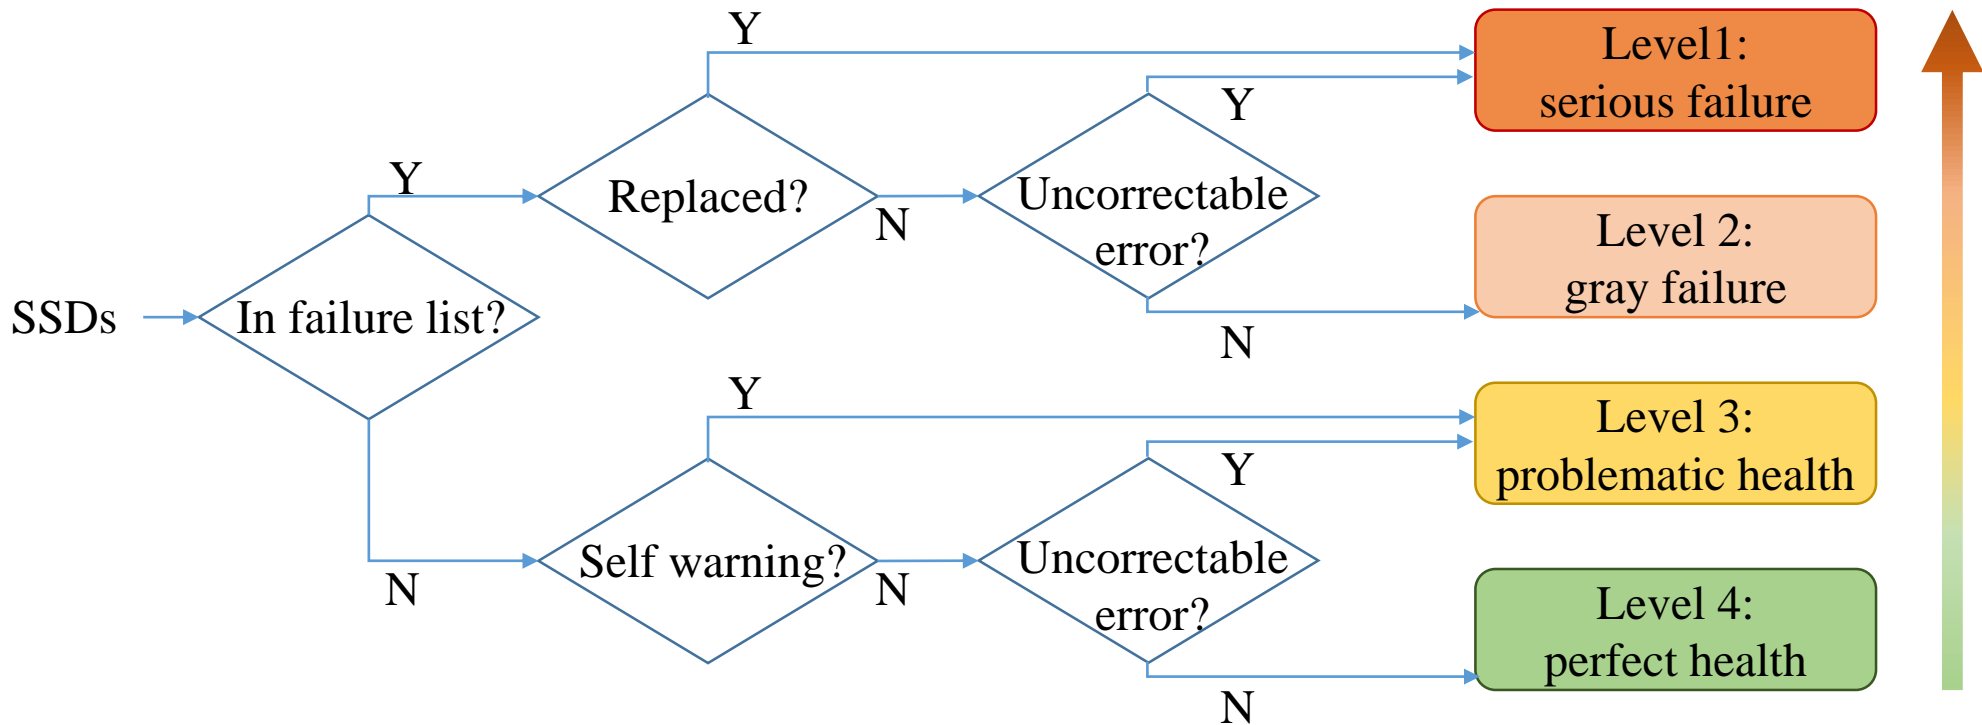 SSDs
In failure list?
Y
N
Replaced?
Y
N
Uncorrectable
error?
Y
N
Self warning?
Y
N
Uncorrectable
error?
Y
N
Level1:
serious failure
Level 2:
gray failure
Level 3:
problematic health
Level 4:
perfect health